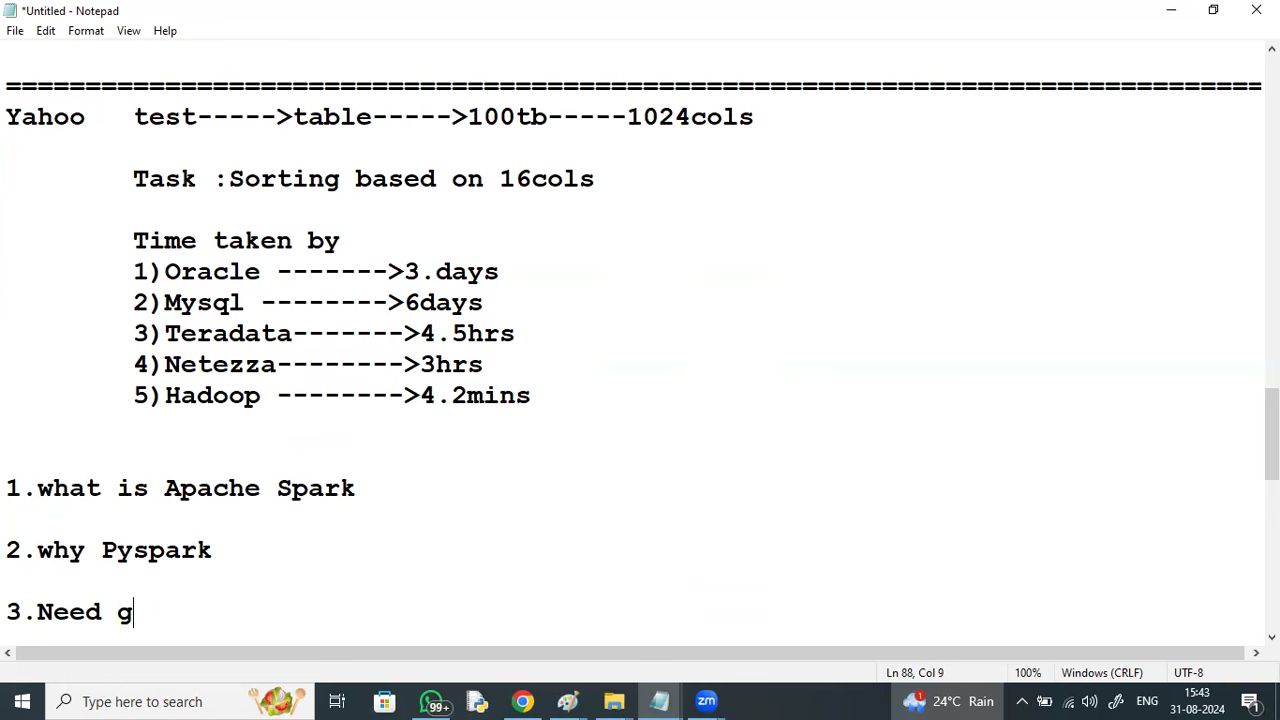 *Untitled - Notepad
File Edit Format View Help
================================================================================
Yahoo test----->table----->100tb-----1024cols
Task :Sorting based on 16cols
Time taken by
1)Oracle ------->3.days
2)Mysql -------->6days
3)Teradata------->4.5hrs
4)Netezza-------->3hrs
5)Hadoop -------->4.2mins
1.what is Apache Spark
2.why Pyspark
3.Need g
Ln 88, Col 9 100% Windows (CRLF) UTF-8
Type here to search 99+ zm 1 24°C Rain ENG 15:43
31-08-2024 1